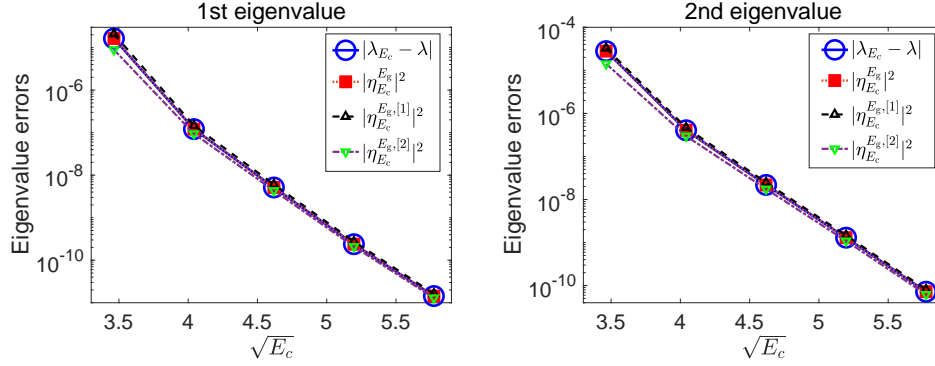 1st eigenvalue
Eigenvalue errors
10^{-6}
10^{-8}
10^{-10}
3.5 4 4.5 5 5.5
\sqrt{E_c}
|λ_{E_c} − λ|
|η_{E_c}^{E_g}|^2
|η_{E_c}^{E_g,[1]}|^2
|η_{E_c}^{E_g,[2]}|^2
2nd eigenvalue
Eigenvalue errors
10^{-4}
10^{-6}
10^{-8}
10^{-10}
3.5 4 4.5 5 5.5
\sqrt{E_c}
|λ_{E_c} − λ|
|η_{E_c}^{E_g}|^2
|η_{E_c}^{E_g,[1]}|^2
|η_{E_c}^{E_g,[2]}|^2